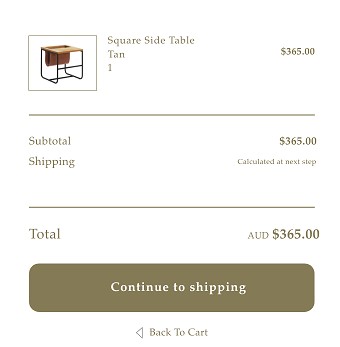 Square Side Table
Tan
1
$365.00
Subtotal $365.00
Shipping Calculated at next step
Total AUD $365.00
Continue to shipping
Back To Cart